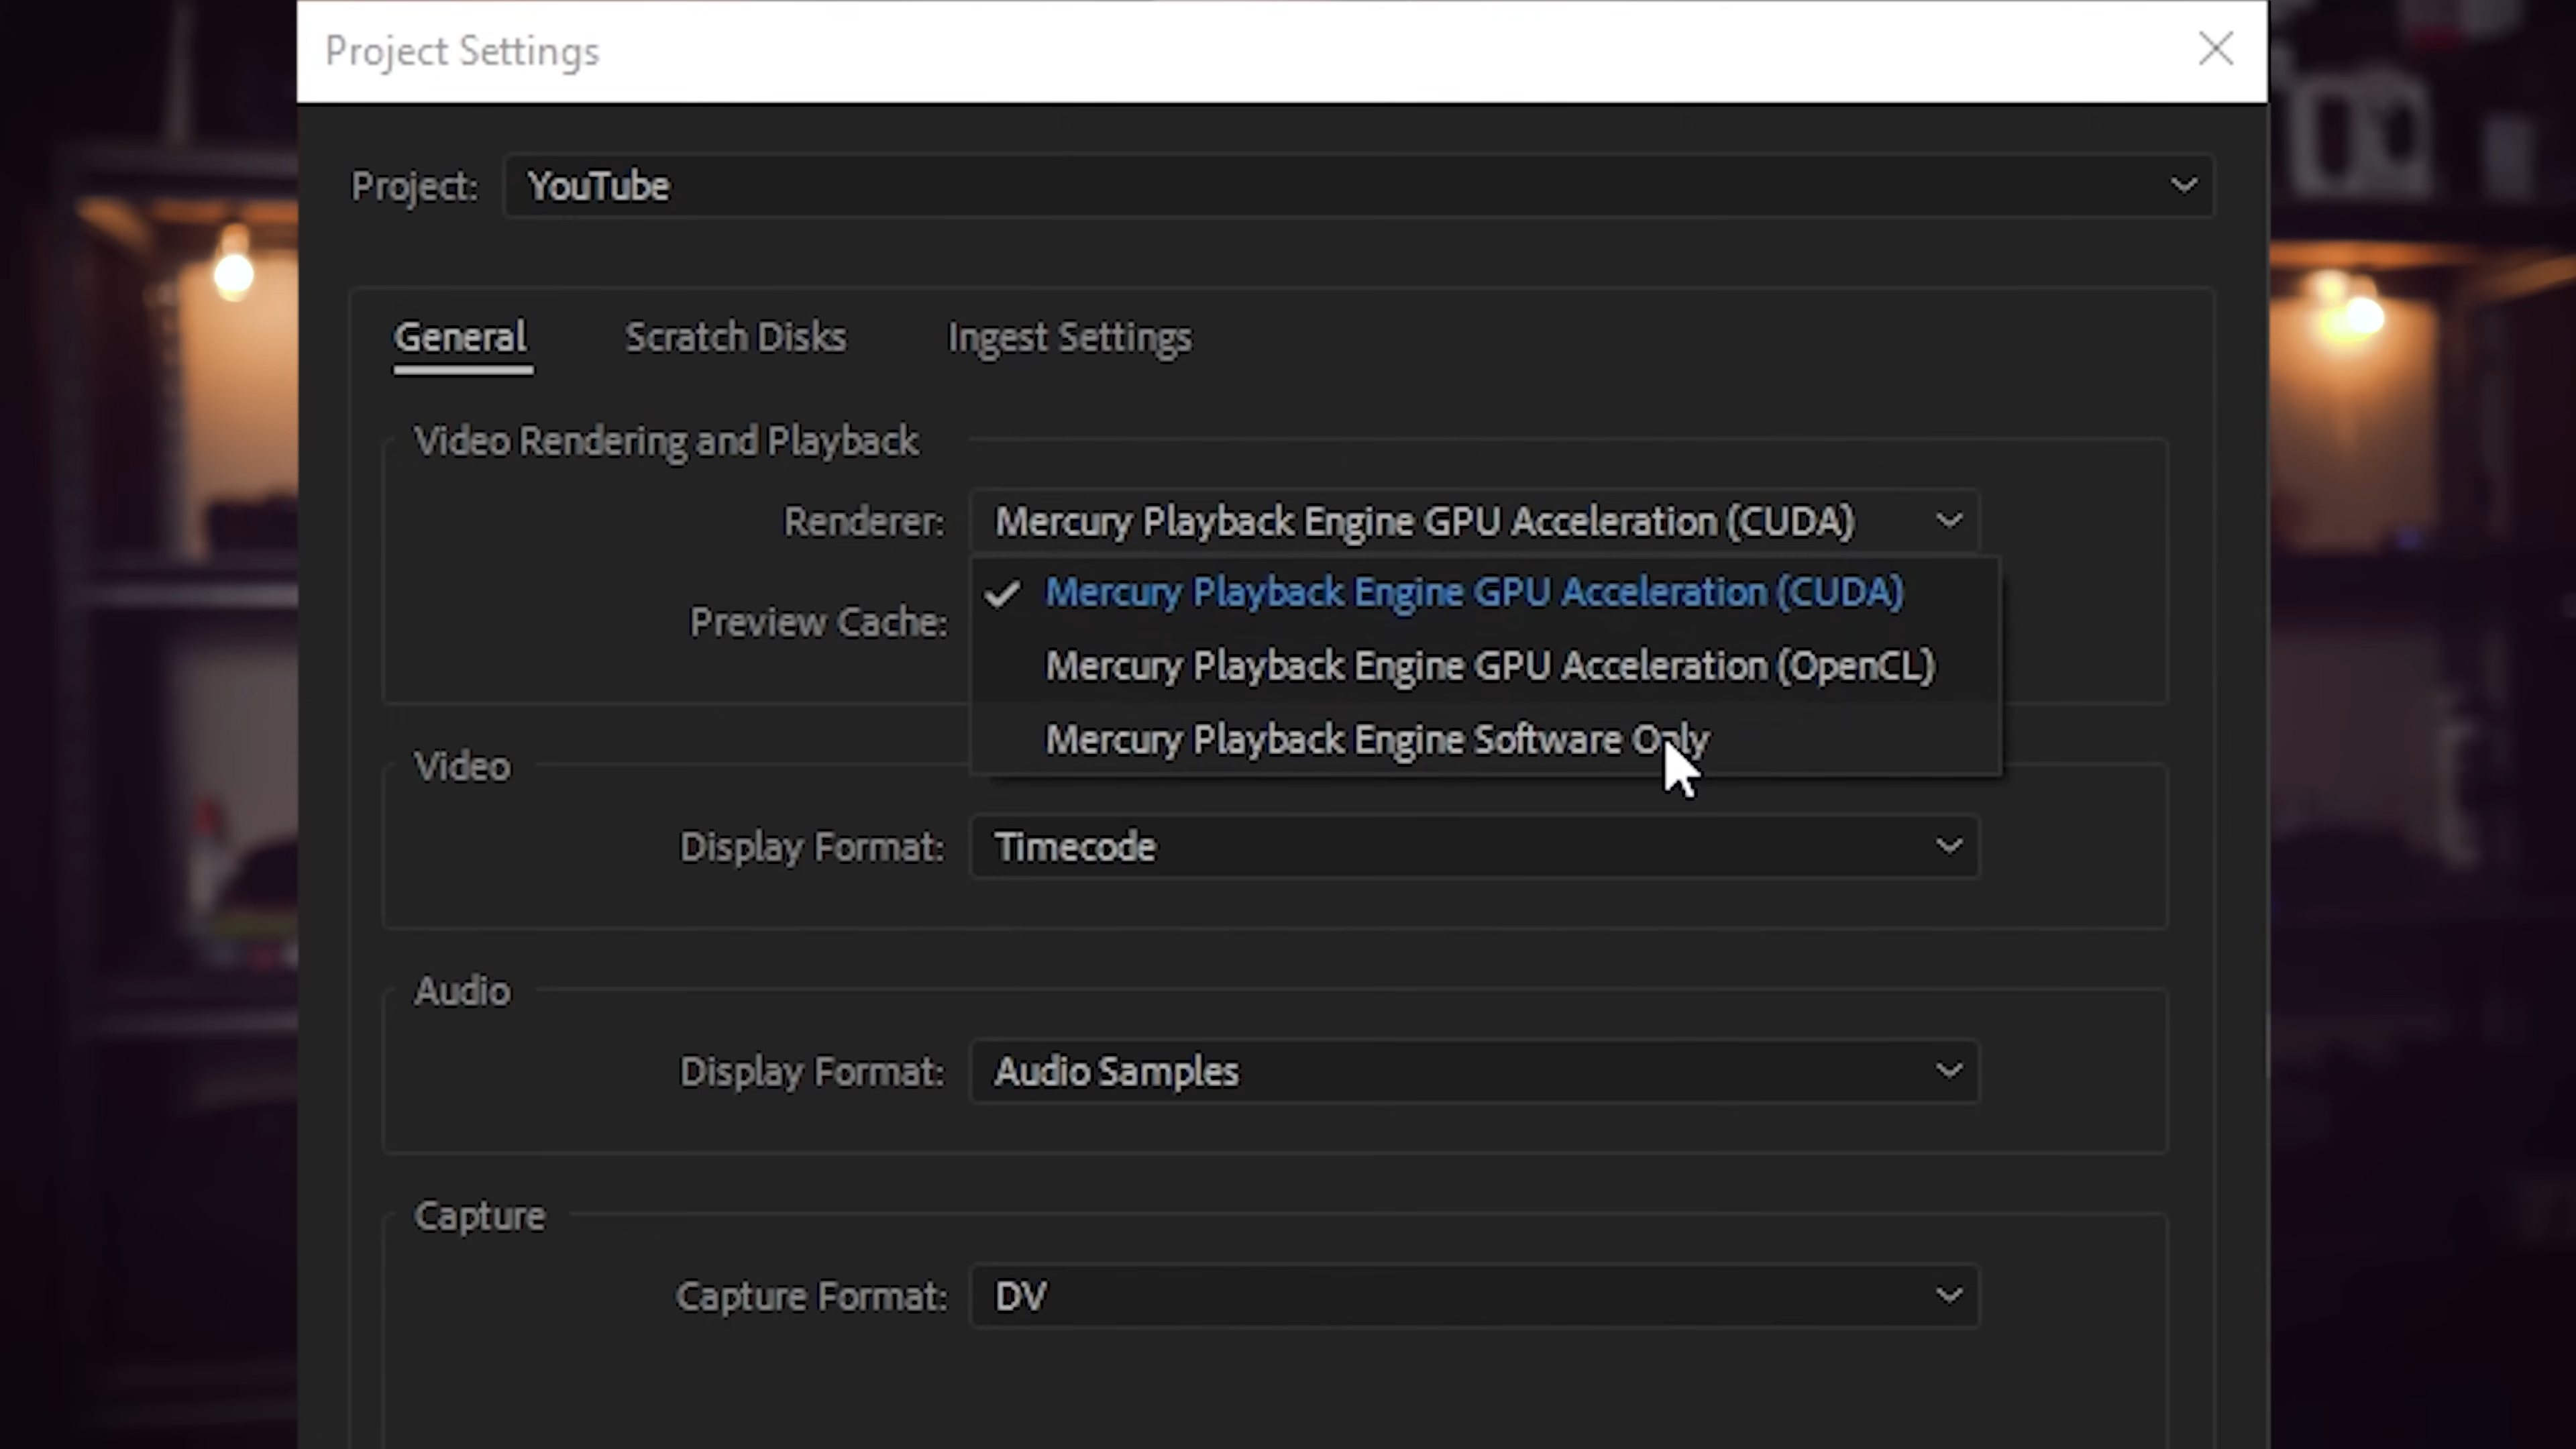 Project Settings
Project: YouTube
General Scratch Disks Ingest Settings
Video Rendering and Playback
Renderer: Mercury Playback Engine GPU Acceleration (CUDA)
Mercury Playback Engine GPU Acceleration (CUDA)
Preview Cache:
Mercury Playback Engine GPU Acceleration (OpenCL)
Mercury Playback Engine Software Only
Video
Display Format: Timecode
Audio
Display Format: Audio Samples
Capture
Capture Format: DV